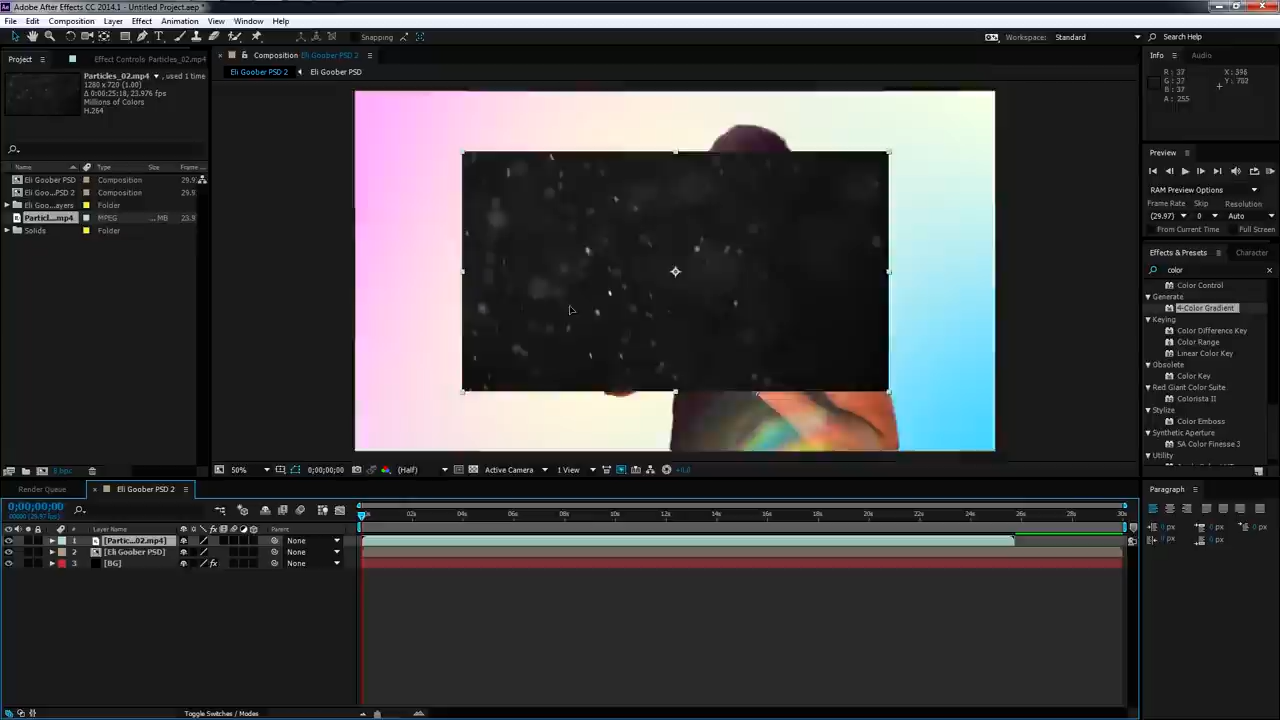 Adobe After Effects CC 2014.1 - Untitled Project.aep *
File Edit Composition Layer Effect Animation View Window Help
Snapping
Workspace: Standard
Search Help
Project
Effect Controls Particles_02.mp4
Particles_02.mp4 , used 1 time
1280 x 720 (1.00)
Δ 0:00:25:18, 23.976 fps
Millions of Colors
H.264
Name Type Size Frame...
Eli Goober PSD Composition 29.9
Eli Goo...PSD 2 Composition 29.9
Eli Goo...ayers Folder
Particl....mp4 MPEG ... MB 23.9
Solids Folder
8 bpc
Composition Eli Goober PSD 2
Eli Goober PSD 2 Eli Goober PSD
50% 0;00;00;00 (Half) Active Camera 1 View +0.0
Info Audio
R : 37
G : 37
B : 37
A : 255
X : 396
Y : 702
Preview
RAM Preview Options
Frame Rate Skip Resolution
(29.97) 0 Auto
From Current Time Full Screen
Effects & Presets Character
color
Color Control
Generate
4-Color Gradient
Keying
Color Difference Key
Color Range
Linear Color Key
Obsolete
Color Key
Red Giant Color Suite
Colorista II
Stylize
Color Emboss
Synthetic Aperture
SA Color Finesse 3
Utility
Render Queue Eli Goober PSD 2
0;00;00;00
00000 (29.97 fps)
02s 04s 06s 08s 10s 12s 14s 16s 18s 20s 22s 24s 26s 28s 30s
# Layer Name Parent
1 [Partic...02.mp4] None
2 [Eli Goober PSD] None
3 [BG] None
Toggle Switches / Modes
Paragraph
0 px 0 px 0 px
0 px 0 px